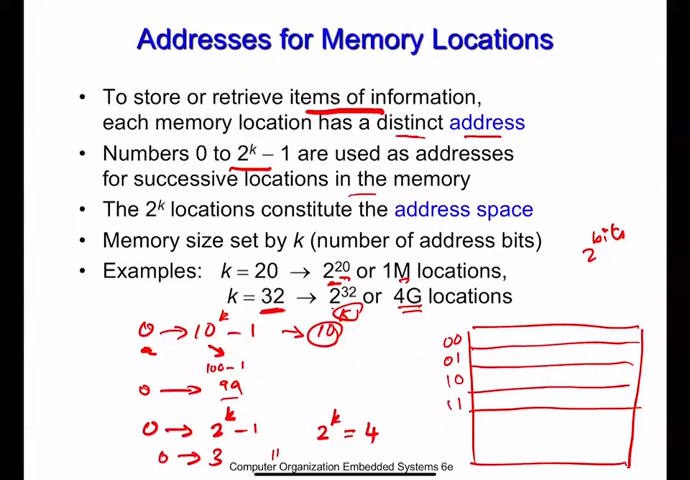 Addresses for Memory Locations
• To store or retrieve items of information,
each memory location has a distinct address
• Numbers 0 to 2ᵏ – 1 are used as addresses
for successive locations in the memory
• The 2ᵏ locations constitute the address space
• Memory size set by k (number of address bits)
• Examples: k = 20 → 2²⁰ or 1M locations,
k = 32 → 2³² or 4G locations
2 bits
0 → 10ᵏ – 1 → 10ᵏ
100 – 1
0 → 99
0 → 2ᵏ – 1
2ᵏ = 4
0 → 3
11
00
01
10
11
Computer Organization Embedded Systems 6e